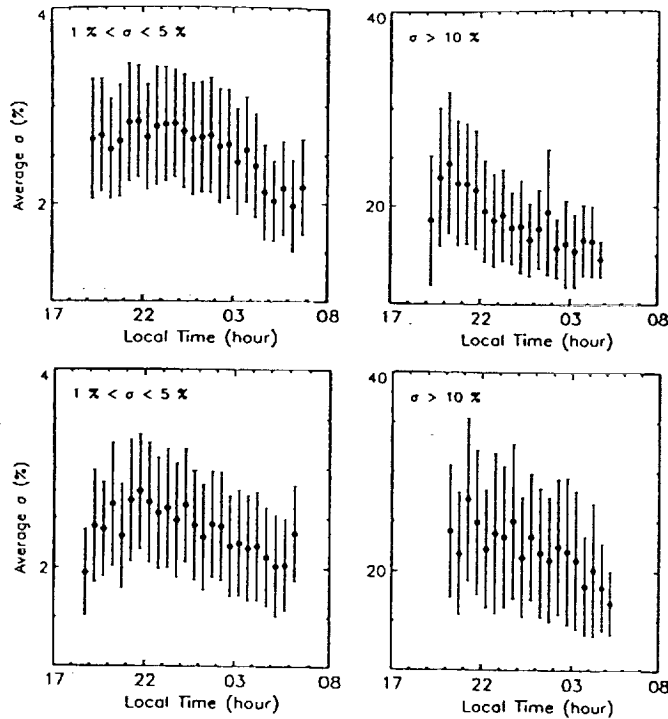 1 % < σ < 5 %
σ > 10 %
4
2
40
20
Average σ (%)
17 22 03 08
17 22 03 08
Local Time (hour)
Local Time (hour)
1 % < σ < 5 %
σ > 10 %
4
2
40
20
Average σ (%)
17 22 03 08
17 22 03 08
Local Time (hour)
Local Time (hour)